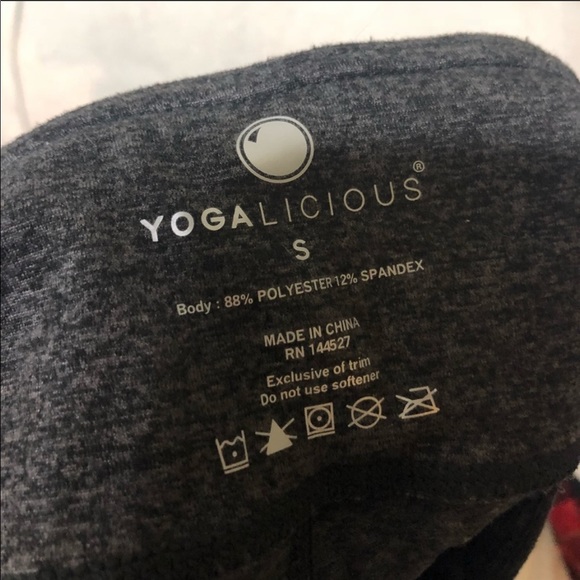 YOGALICIOUS®
S
Body : 88% POLYESTER 12% SPANDEX
MADE IN CHINA
RN 144527
Exclusive of trim
Do not use softener